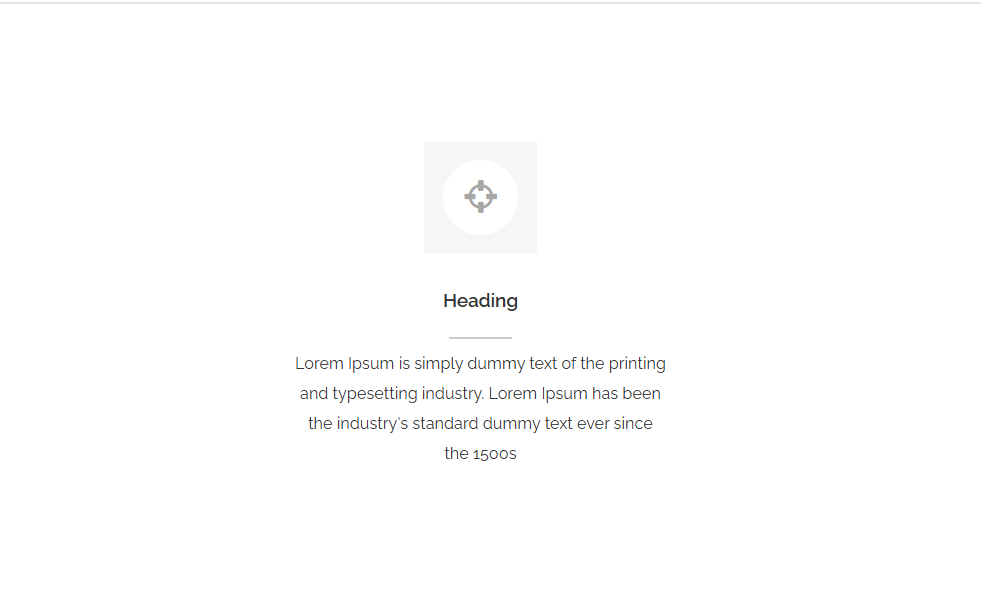 Heading
Lorem Ipsum is simply dummy text of the printing
and typesetting industry. Lorem Ipsum has been
the industry's standard dummy text ever since
the 1500s